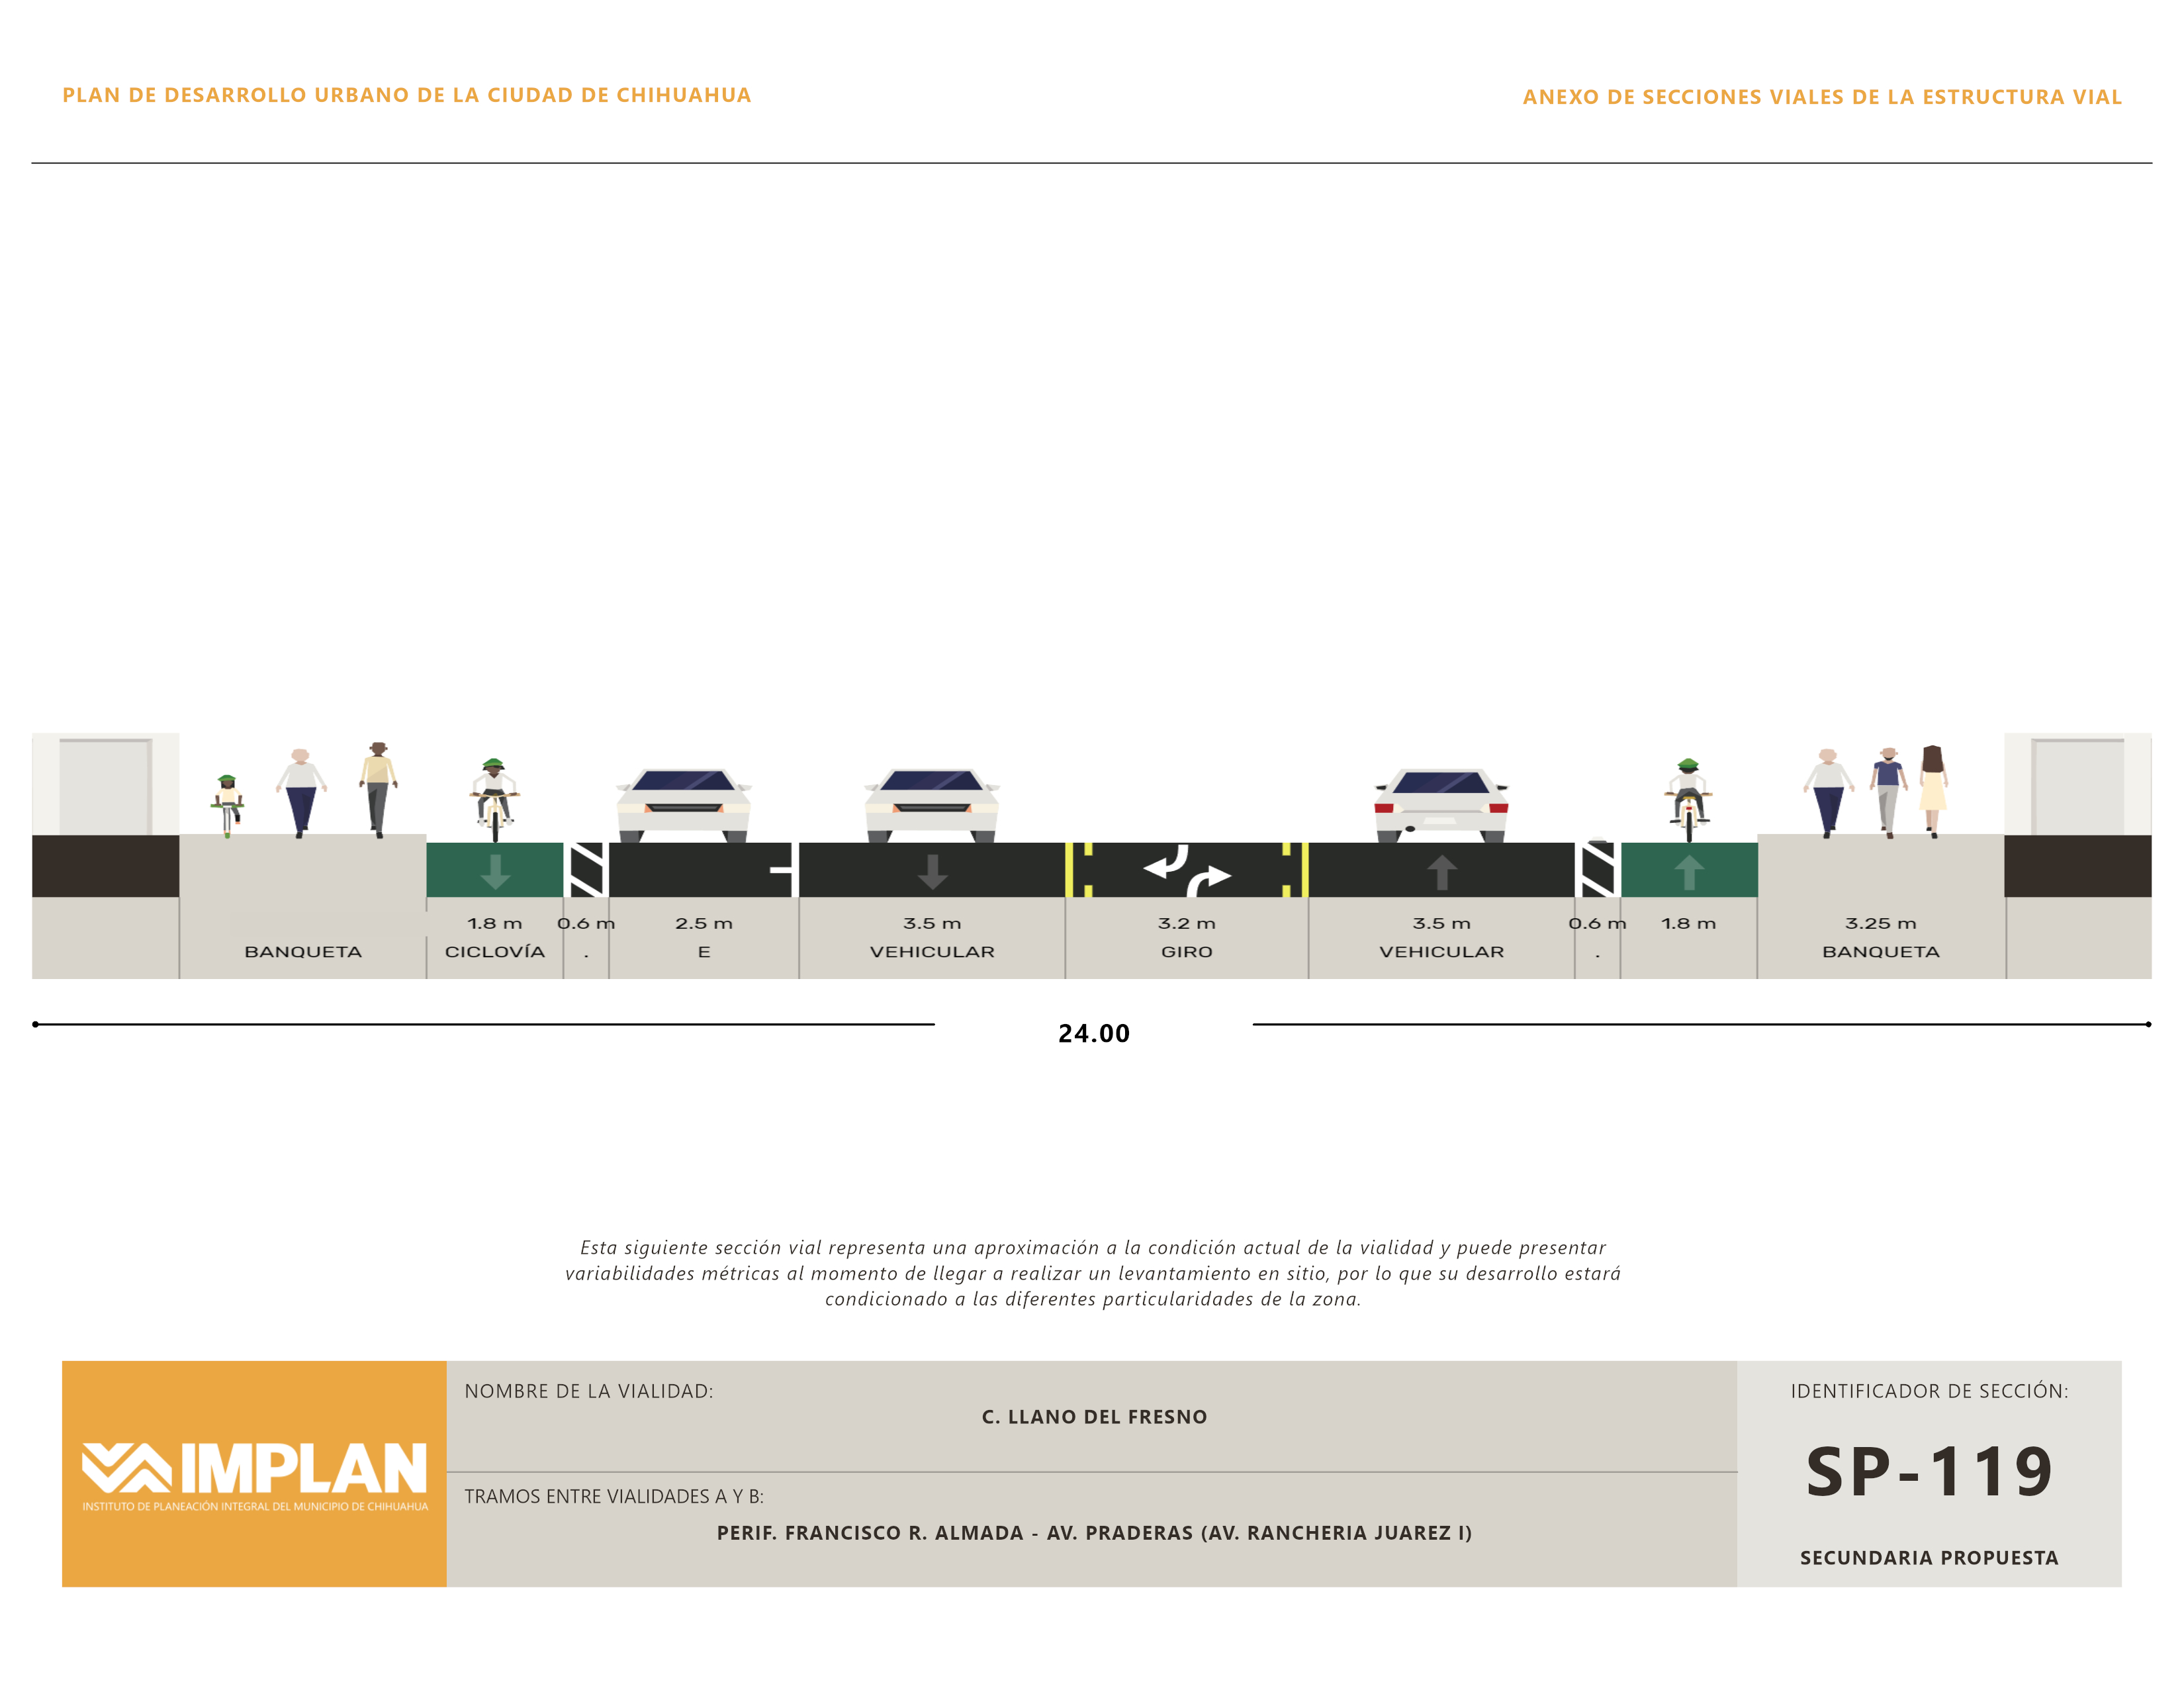 PLAN DE DESARROLLO URBANO DE LA CIUDAD DE CHIHUAHUA
ANEXO DE SECCIONES VIALES DE LA ESTRUCTURA VIAL
1.8 m 0.6 m 2.5 m 3.5 m 3.2 m 3.5 m 0.6 m 1.8 m 3.25 m
BANQUETA CICLOVÍA . E VEHICULAR GIRO VEHICULAR . BANQUETA
24.00
Esta siguiente sección vial representa una aproximación a la condición actual de la vialidad y puede presentar
variabilidades métricas al momento de llegar a realizar un levantamiento en sitio, por lo que su desarrollo estará
condicionado a las diferentes particularidades de la zona.
IMPLAN
INSTITUTO DE PLANEACIÓN INTEGRAL DEL MUNICIPIO DE CHIHUAHUA
NOMBRE DE LA VIALIDAD:
C. LLANO DEL FRESNO
TRAMOS ENTRE VIALIDADES A Y B:
PERIF. FRANCISCO R. ALMADA - AV. PRADERAS (AV. RANCHERIA JUAREZ I)
IDENTIFICADOR DE SECCIÓN:
SP-119
SECUNDARIA PROPUESTA